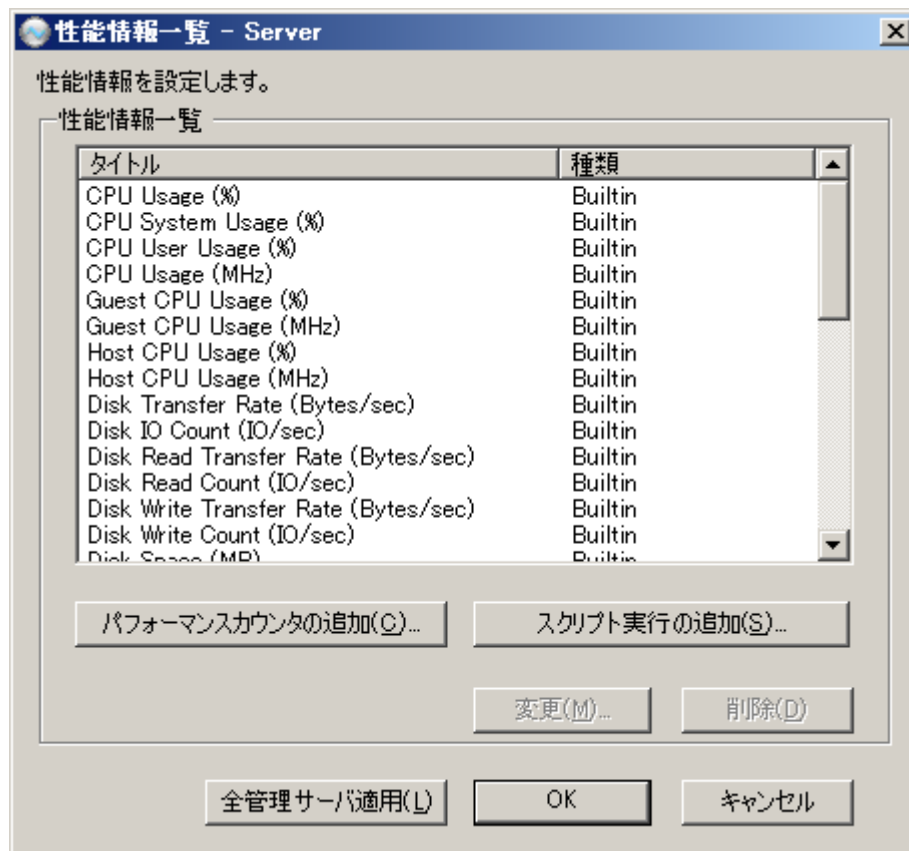 性能情報一覧 - Server
性能情報を設定します。
性能情報一覧
タイトル 種類
CPU Usage (%) Builtin
CPU System Usage (%) Builtin
CPU User Usage (%) Builtin
CPU Usage (MHz) Builtin
Guest CPU Usage (%) Builtin
Guest CPU Usage (MHz) Builtin
Host CPU Usage (%) Builtin
Host CPU Usage (MHz) Builtin
Disk Transfer Rate (Bytes/sec) Builtin
Disk IO Count (IO/sec) Builtin
Disk Read Transfer Rate (Bytes/sec) Builtin
Disk Read Count (IO/sec) Builtin
Disk Write Transfer Rate (Bytes/sec) Builtin
Disk Write Count (IO/sec) Builtin
Disk Space (MB) Builtin
パフォーマンスカウンタの追加(C)... スクリプト実行の追加(S)...
変更(M)... 削除(D)
全管理サーバ適用(L) OK キャンセル